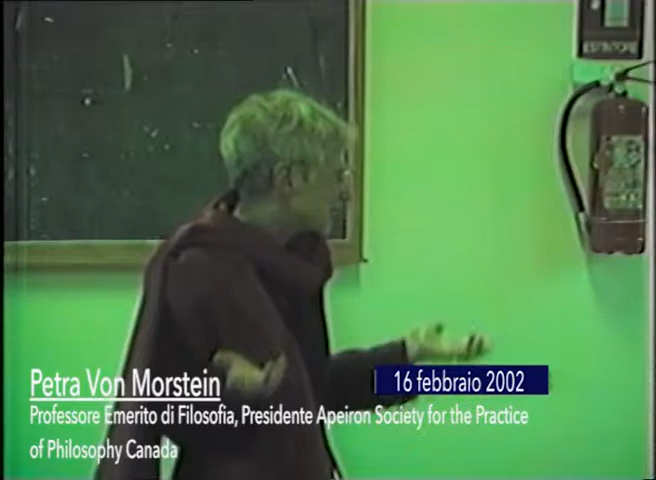 ESTINTORE
Petra Von Morstein
16 febbraio 2002
Professore Emerito di Filosofia, Presidente Apeiron Society for the Practice
of Philosophy Canada